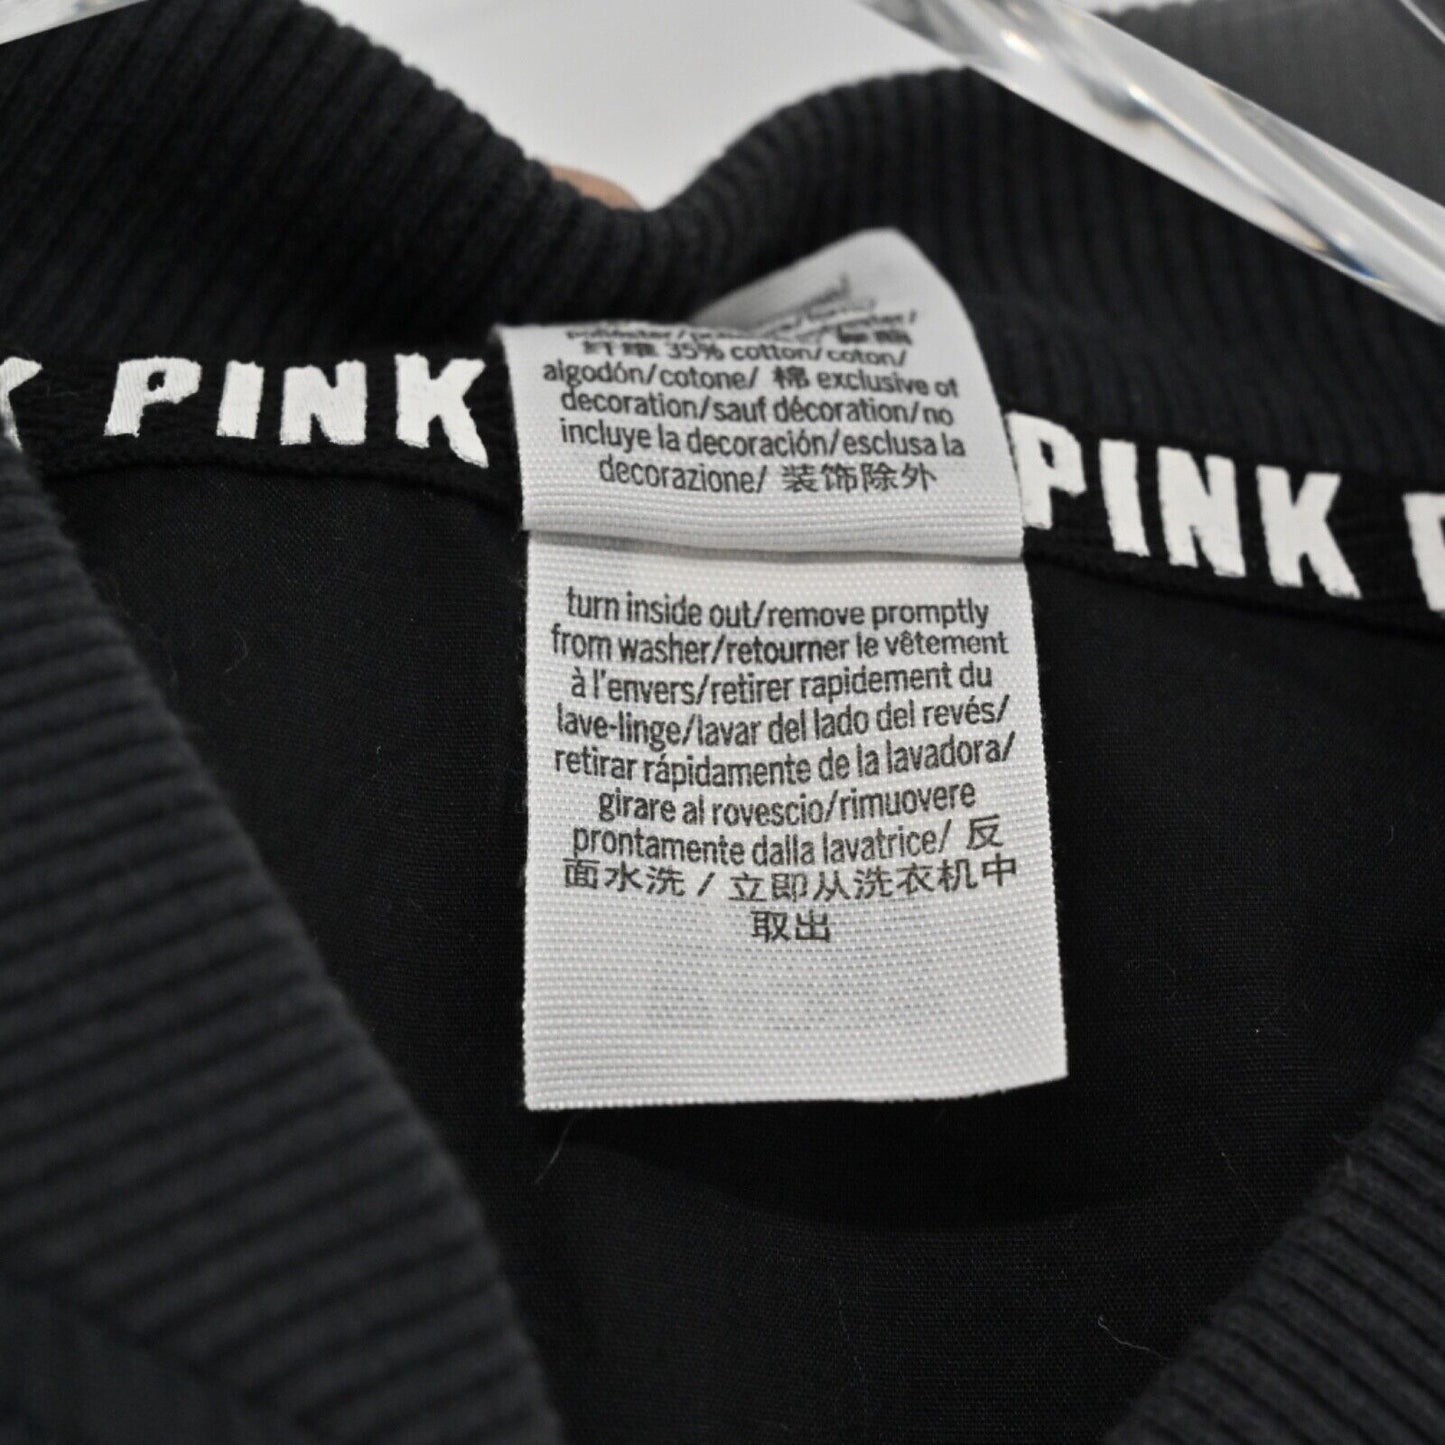 PINK
PINK
polyester/
纤维 35% cotton/coton/
algodón/cotone/ 棉 exclusive of
decoration/sauf décoration/no
incluye la decoración/esclusa la
decorazione/ 装饰除外
turn inside out/remove promptly
from washer/retourner le vêtement
à l'envers/retirer rapidement du
lave-linge/lavar del lado del revés/
retirar rápidamente de la lavadora/
girare al rovescio/rimuovere
prontamente dalla lavatrice/ 反
面水洗 / 立即从洗衣机中
取出